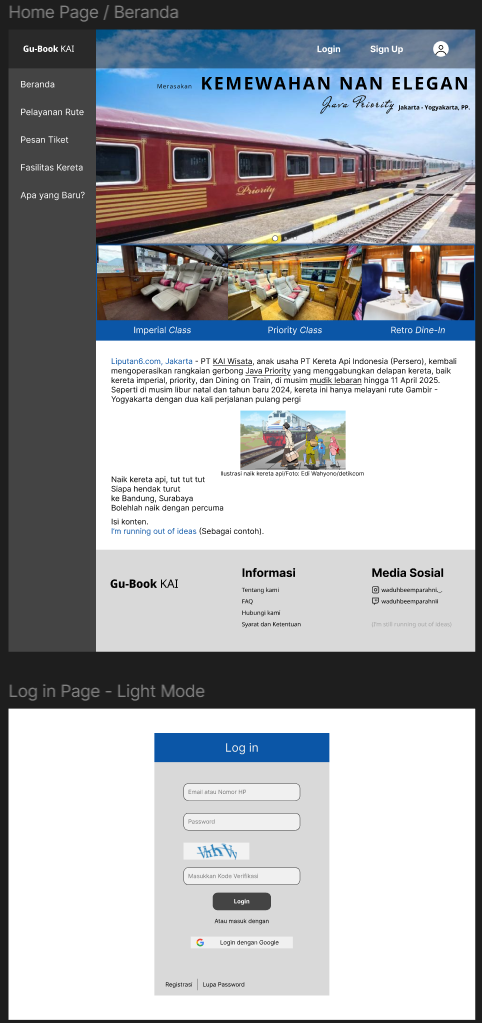 Home Page / Beranda
Gu-Book KAI
Login
Sign Up
Beranda
Pelayanan Rute
Pesan Tiket
Fasilitas Kereta
Apa yang Baru?
Merasakan KEMEWAHAN NAN ELEGAN
Java Priority Jakarta - Yogyakarta, PP.
Priority
Imperial Class
Priority Class
Retro Dine-In
Liputan6.com, Jakarta - PT KAI Wisata, anak usaha PT Kereta Api Indonesia (Persero), kembali
mengoperasikan rangkaian gerbong Java Priority yang menggabungkan delapan kereta, baik
kereta imperial, priority, dan Dining on Train, di musim mudik lebaran hingga 11 April 2025.
Seperti di musim libur natal dan tahun baru 2024, kereta ini hanya melayani rute Gambir -
Yogyakarta dengan dua kali perjalanan pulang pergi
Ilustrasi naik kereta api/Foto: Edi Wahyono/detikcom
Naik kereta api, tut tut tut
Siapa hendak turut
ke Bandung, Surabaya
Bolehlah naik dengan percuma
Isi konten.
I'm running out of ideas (Sebagai contoh).
Gu-Book KAI
Informasi
Tentang kami
FAQ
Hubungi kami
Syarat dan Ketentuan
Media Sosial
waduhbeemparahnii._.
waduhbeemparahnii
(I'm still running out of ideas)
Log in Page - Light Mode
Log in
Email atau Nomor HP
Password
Masukkan Kode Verifikasi
Login
Atau masuk dengan
Login dengan Google
Registrasi
Lupa Password